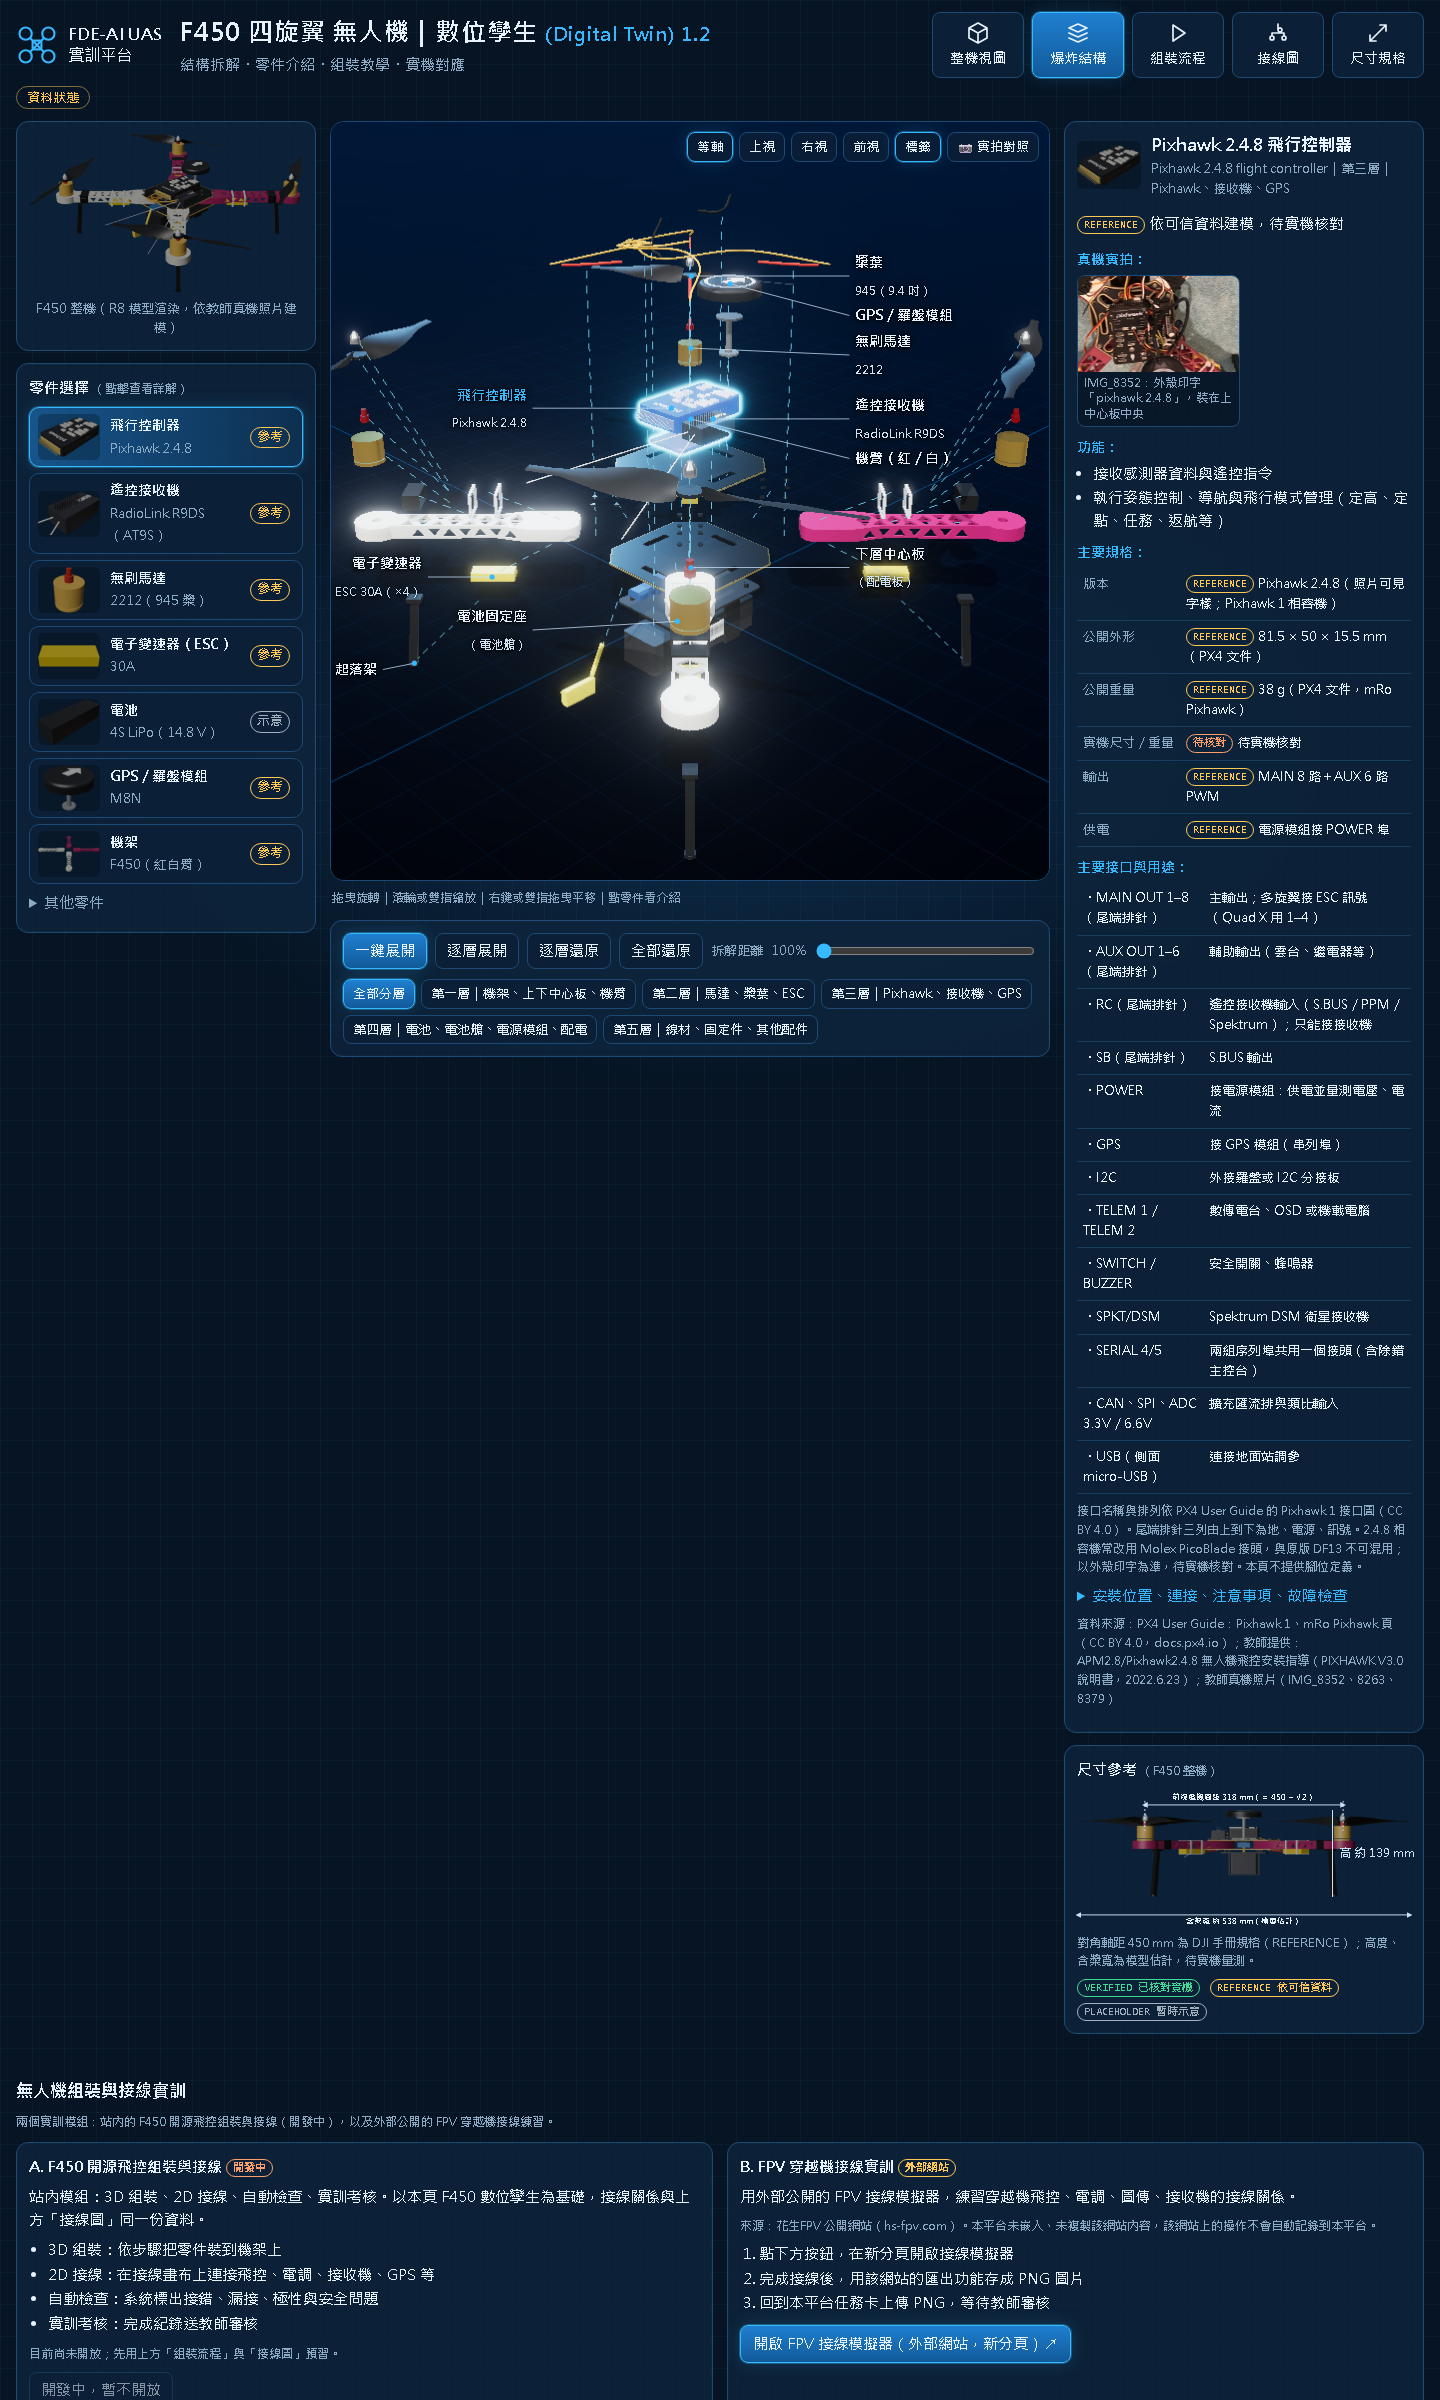 FDE-AI UAS
實訓平台
F450 四旋翼 無人機｜數位孿生 (Digital Twin) 1.2
結構拆解・零件介紹・組裝教學・實機對應
整機視圖
爆炸結構
組裝流程
接線圖
尺寸規格
資料狀態
F450 整機（R8 模型渲染，依教師真機照片建
模）
零件選擇（點擊查看詳解）
飛行控制器
Pixhawk 2.4.8
參考
遙控接收機
RadioLink R9DS
（AT9S）
參考
無刷馬達
2212（945 槳）
參考
電子變速器（ESC）
30A
參考
電池
4S LiPo（14.8 V）
示意
GPS / 羅盤模組
M8N
參考
機架
F450（紅白臂）
參考
▶ 其他零件
等軸
上視
右視
前視
標籤
📷 實拍對照
槳葉
945（9.4 吋）
GPS / 羅盤模組
無刷馬達
2212
飛行控制器
Pixhawk 2.4.8
遙控接收機
RadioLink R9DS
機臂（紅 / 白）
電子變速器
ESC 30A（×4）
下層中心板
（配電板）
電池固定座
（電池艙）
起落架
拖曳旋轉｜滾輪或雙指縮放｜右鍵或雙指拖曳平移｜點零件看介紹
一鍵展開
逐層展開
逐層還原
全部還原
拆解距離 100%
全部分層
第一層｜機架、上下中心板、機臂
第二層｜馬達、槳葉、ESC
第三層｜Pixhawk、接收機、GPS
第四層｜電池、電池艙、電源模組、配電
第五層｜線材、固定件、其他配件
Pixhawk 2.4.8 飛行控制器
Pixhawk 2.4.8 flight controller｜第三層｜
Pixhawk、接收機、GPS
REFERENCE 依可信資料建模，待實機核對
真機實拍：
IMG_8352：外殼印字
「pixhawk 2.4.8」，裝在上
中心板中央
功能：
• 接收感測器資料與遙控指令
• 執行姿態控制、導航與飛行模式管理（定高、定
點、任務、返航等）
主要規格：
版本
REFERENCE Pixhawk 2.4.8（照片可見
字樣；Pixhawk 1 相容機）
公開外形
REFERENCE 81.5 × 50 × 15.5 mm
（PX4 文件）
公開重量
REFERENCE 38 g（PX4 文件，mRo
Pixhawk）
實機尺寸 / 重量
待核對 待實機核對
輸出
REFERENCE MAIN 8 路＋AUX 6 路
PWM
供電
REFERENCE 電源模組接 POWER 埠
主要接口與用途：
・MAIN OUT 1–8
（尾端排針）
主輸出；多旋翼接 ESC 訊號
（Quad X 用 1–4）
・AUX OUT 1–6
（尾端排針）
輔助輸出（雲台、繼電器等）
・RC（尾端排針）
遙控接收機輸入（S.BUS / PPM /
Spektrum）；只能接接收機
・SB（尾端排針）
S.BUS 輸出
・POWER
接電源模組：供電並量測電壓、電
流
・GPS
接 GPS 模組（串列埠）
・I2C
外接羅盤或 I2C 分接板
・TELEM 1 /
TELEM 2
數傳電台、OSD 或機載電腦
・SWITCH /
BUZZER
安全開關、蜂鳴器
・SPKT/DSM
Spektrum DSM 衛星接收機
・SERIAL 4/5
兩組序列埠共用一個接頭（含除錯
主控台）
・CAN、SPI、ADC
3.3V / 6.6V
擴充匯流排與類比輸入
・USB（側面
micro-USB）
連接地面站調參
接口名稱與排列依 PX4 User Guide 的 Pixhawk 1 接口圖（CC
BY 4.0）。尾端排針三列由上到下為地、電源、訊號。2.4.8 相
容機常改用 Molex PicoBlade 接頭，與原版 DF13 不可混用；
以外殼印字為準，待實機核對。本頁不提供腳位定義。
▶ 安裝位置、連接、注意事項、故障檢查
資料來源：PX4 User Guide：Pixhawk 1、mRo Pixhawk 頁
（CC BY 4.0，docs.px4.io）；教師提供：
APM2.8/Pixhawk2.4.8 無人機飛控安裝指導（PIXHAWK V3.0
說明書，2022.6.23）；教師真機照片（IMG_8352、8263、
8379）
尺寸參考（F450 整機）
前視馬達間距 318 mm（ = 450 ÷ √2 ）
高 約 139 mm
含槳寬 約 538 mm（模型估計）
對角軸距 450 mm 為 DJI 手冊規格（REFERENCE）；高度、
含槳寬為模型估計，待實機量測。
VERIFIED 已核對實機
REFERENCE 依可信資料
PLACEHOLDER 暫時示意
無人機組裝與接線實訓
兩個實訓模組：站內的 F450 開源飛控組裝與接線（開發中），以及外部公開的 FPV 穿越機接線練習。
A. F450 開源飛控組裝與接線 開發中
站內模組：3D 組裝、2D 接線、自動檢查、實訓考核。以本頁 F450 數位孿生為基礎，接線關係與上
方「接線圖」同一份資料。
• 3D 組裝：依步驟把零件裝到機架上
• 2D 接線：在接線畫布上連接飛控、電調、接收機、GPS 等
• 自動檢查：系統標出接錯、漏接、極性與安全問題
• 實訓考核：完成紀錄送教師審核
目前尚未開放；先用上方「組裝流程」與「接線圖」預習。
開發中，暫不開放
B. FPV 穿越機接線實訓 外部網站
用外部公開的 FPV 接線模擬器，練習穿越機飛控、電調、圖傳、接收機的接線關係。
來源：花生FPV 公開網站（hs-fpv.com）。本平台未嵌入、未複製該網站內容，該網站上的操作不會自動記錄到本平台。
1. 點下方按鈕，在新分頁開啟接線模擬器
2. 完成接線後，用該網站的匯出功能存成 PNG 圖片
3. 回到本平台任務卡上傳 PNG，等待教師審核
開啟 FPV 接線模擬器（外部網站，新分頁）↗